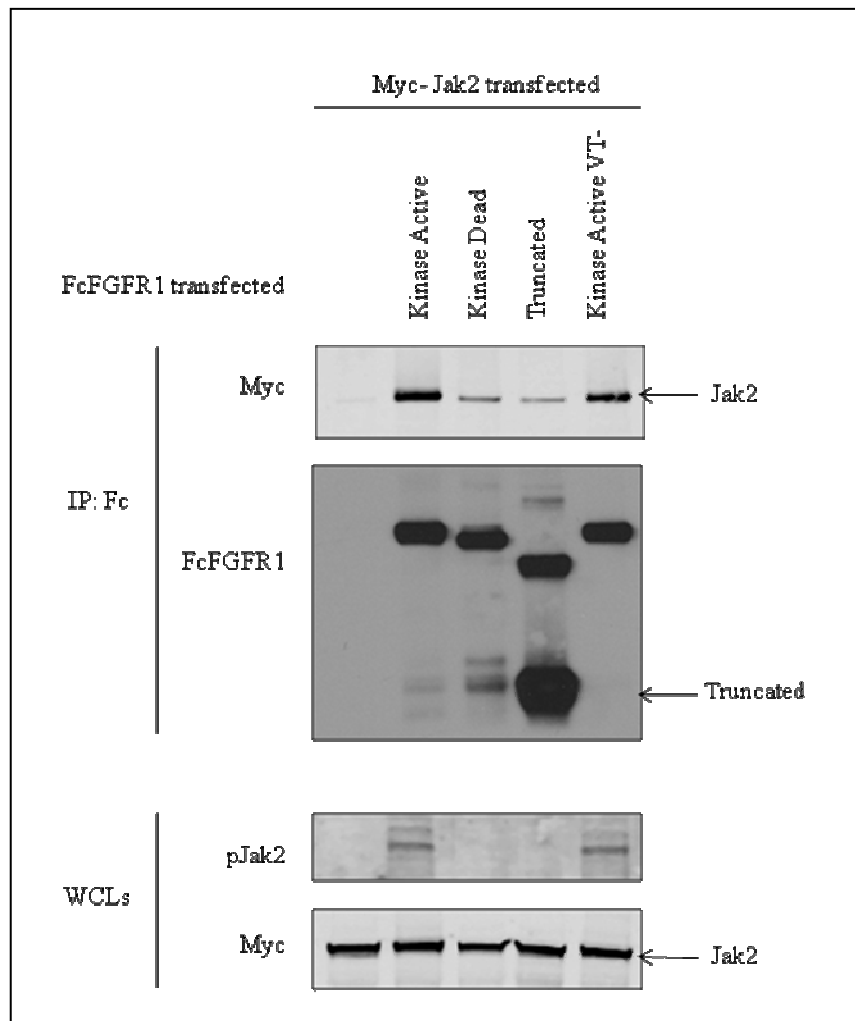 Myc-Jak2 transfected
FcFGFR1 transfected
Kinase Active
Kinase Dead
Truncated
Kinase Active VT-
IP: Fc
Myc
Jak2
FcFGFR1
Truncated
WCLs
pJak2
Myc
Jak2